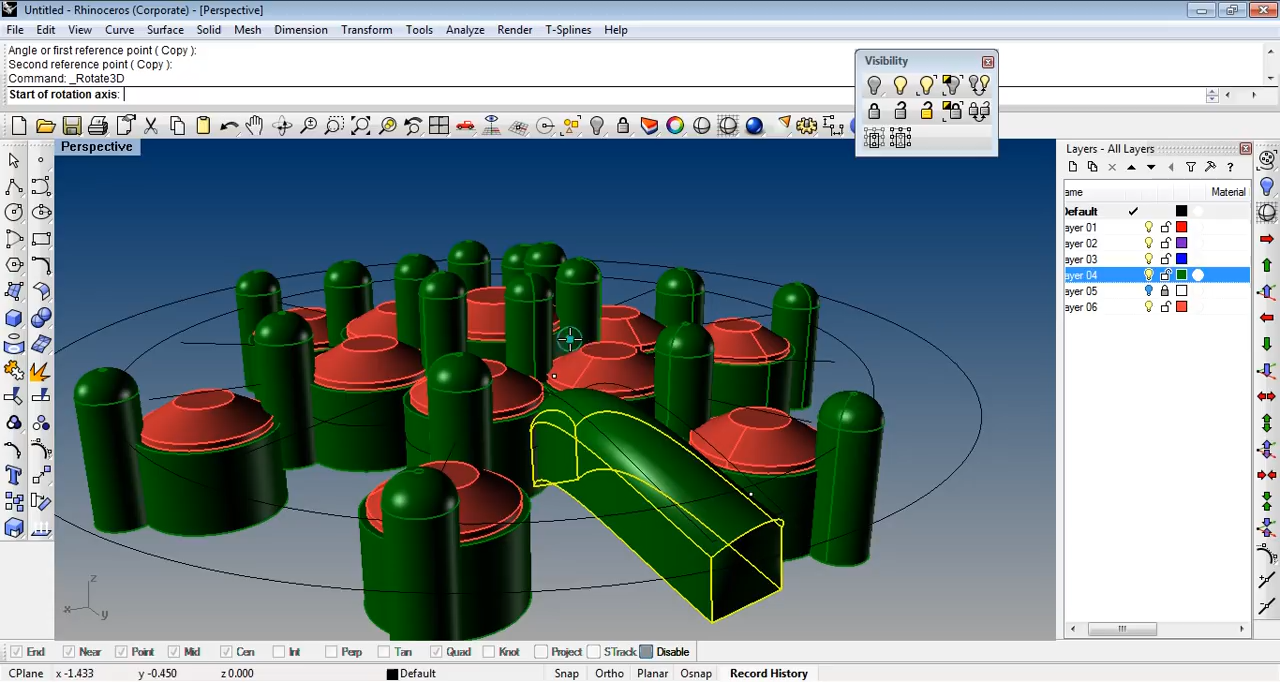 Untitled - Rhinoceros (Corporate) - [Perspective]
File Edit View Curve Surface Solid Mesh Dimension Transform Tools Analyze Render T-Splines Help
Angle or first reference point ( Copy ):
Second reference point ( Copy ):
Command: _Rotate3D
Start of rotation axis:
Visibility
Perspective
Layers - All Layers
ame Material
Default
ayer 01
ayer 02
ayer 03
ayer 04
ayer 05
ayer 06
z
x y
End Near Point Mid Cen Int Perp Tan Quad Knot Project STrack Disable
CPlane x -1.433 y -0.450 z 0.000 Default Snap Ortho Planar Osnap Record History